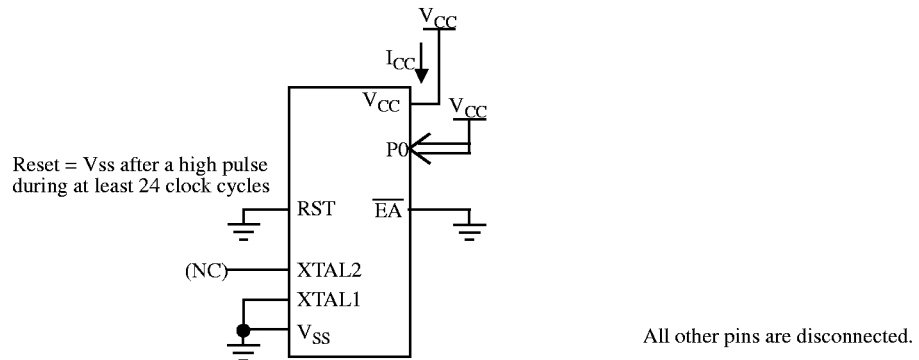 VCC
ICC
VCC
VCC
P0
Reset = Vss after a high pulse
during at least 24 clock cycles
RST
EA
(NC)
XTAL2
XTAL1
VSS
All other pins are disconnected.